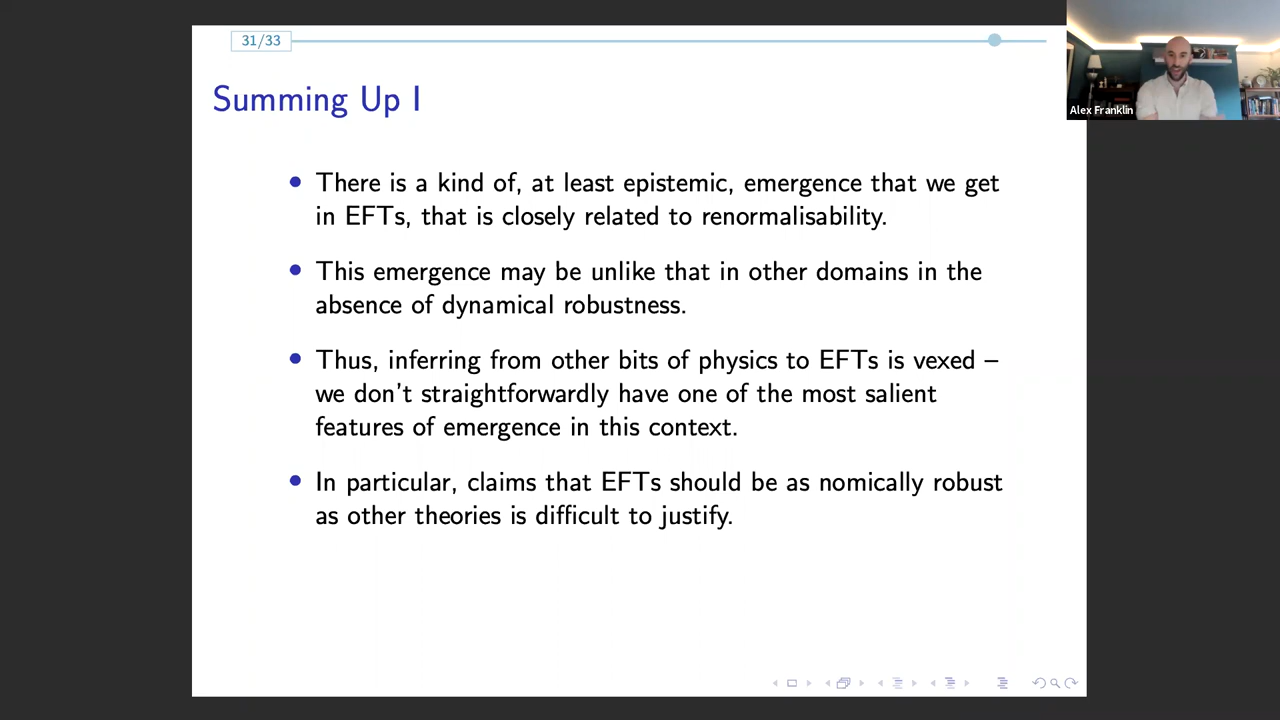 31/33
Alex Franklin
Summing Up I
• There is a kind of, at least epistemic, emergence that we get
in EFTs, that is closely related to renormalisability.
• This emergence may be unlike that in other domains in the
absence of dynamical robustness.
• Thus, inferring from other bits of physics to EFTs is vexed –
we don't straightforwardly have one of the most salient
features of emergence in this context.
• In particular, claims that EFTs should be as nomically robust
as other theories is difficult to justify.